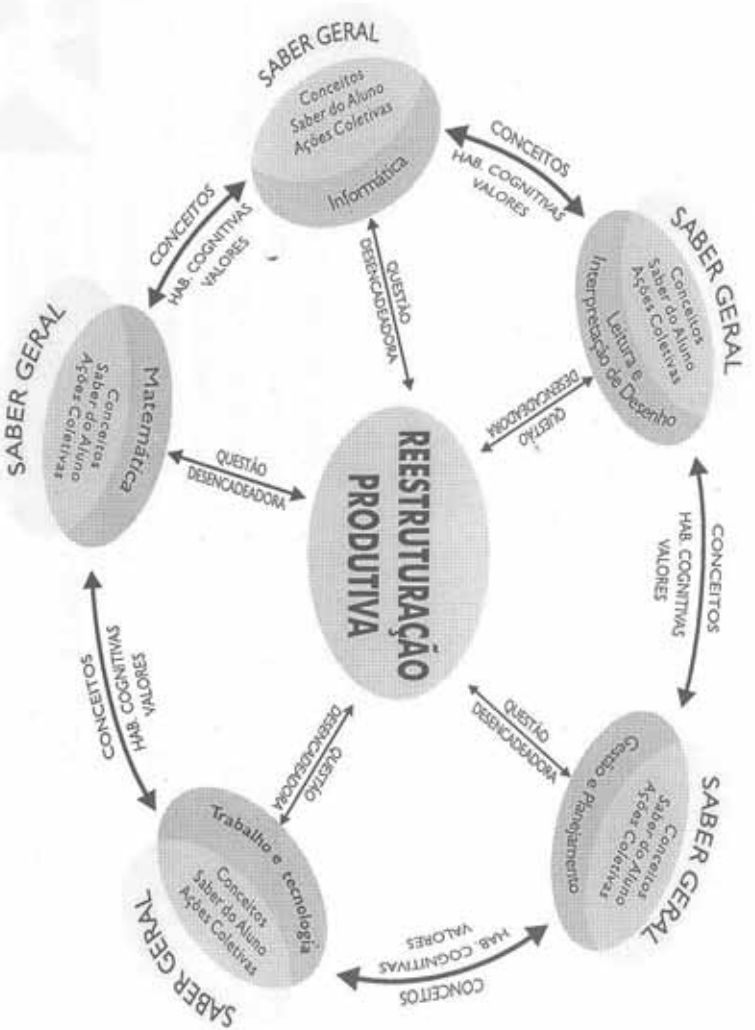 REESTRUTURAÇÃO
PRODUTIVA
SABER GERAL
Conceitos
Saber do Aluno
Ações Coletivas
Leitura e
Interpretação de Desenho
CONCEITOS
HAB. COGNITIVAS
VALORES
QUESTÃO
DESENCADEADORA
SABER GERAL
Conceitos
Saber do Aluno
Ações Coletivas
Gestão e Planejamento
CONCEITOS
HAB. COGNITIVAS
VALORES
QUESTÃO
DESENCADEADORA
SABER GERAL
Conceitos
Saber do Aluno
Ações Coletivas
Trabalho e tecnologia
CONCEITOS
HAB. COGNITIVAS
VALORES
QUESTÃO
DESENCADEADORA
SABER GERAL
Matemática
Conceitos
Saber do Aluno
Ações Coletivas
CONCEITOS
HAB. COGNITIVAS
VALORES
QUESTÃO
DESENCADEADORA
SABER GERAL
Conceitos
Saber do Aluno
Ações Coletivas
Informática
CONCEITOS
HAB. COGNITIVAS
VALORES
QUESTÃO
DESENCADEADORA